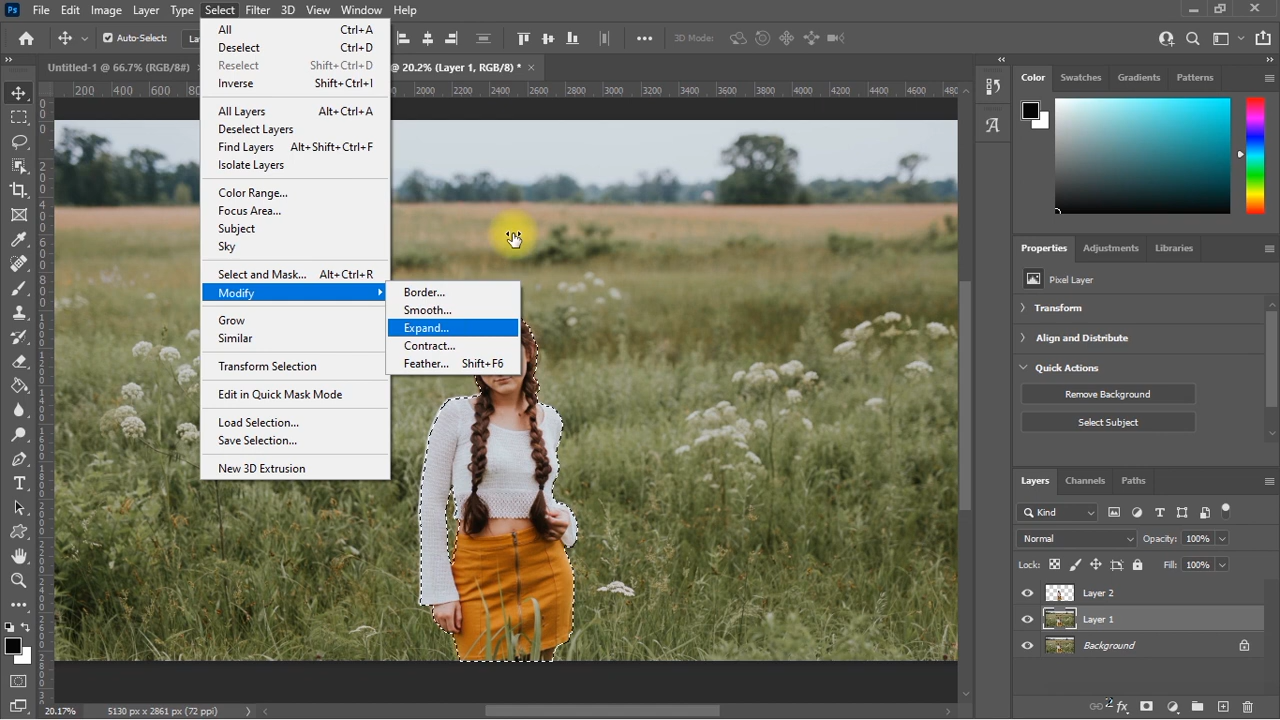 Ps File Edit Image Layer Type Select Filter 3D View Window Help
Auto-Select: 3D Mode:
Untitled-1 @ 66.7% (RGB/8#) @ 20.2% (Layer 1, RGB/8) *
200 400 600 2000 2200 2400 2600 2800 3000 3200 3400 3600 3800 4000 4200 4400 4600
All Ctrl+A
Deselect Ctrl+D
Reselect Shift+Ctrl+D
Inverse Shift+Ctrl+I
All Layers Alt+Ctrl+A
Deselect Layers
Find Layers Alt+Shift+Ctrl+F
Isolate Layers
Color Range...
Focus Area...
Subject
Sky
Select and Mask... Alt+Ctrl+R
Modify
Grow
Similar
Transform Selection
Edit in Quick Mask Mode
Load Selection...
Save Selection...
New 3D Extrusion
Border...
Smooth...
Expand...
Contract...
Feather... Shift+F6
Color Swatches Gradients Patterns
Properties Adjustments Libraries
Pixel Layer
Transform
Align and Distribute
Quick Actions
Remove Background
Select Subject
Layers Channels Paths
Kind
Normal Opacity: 100%
Lock: Fill: 100%
Layer 2
Layer 1
Background
20.17% 5130 px x 2861 px (72 ppi)